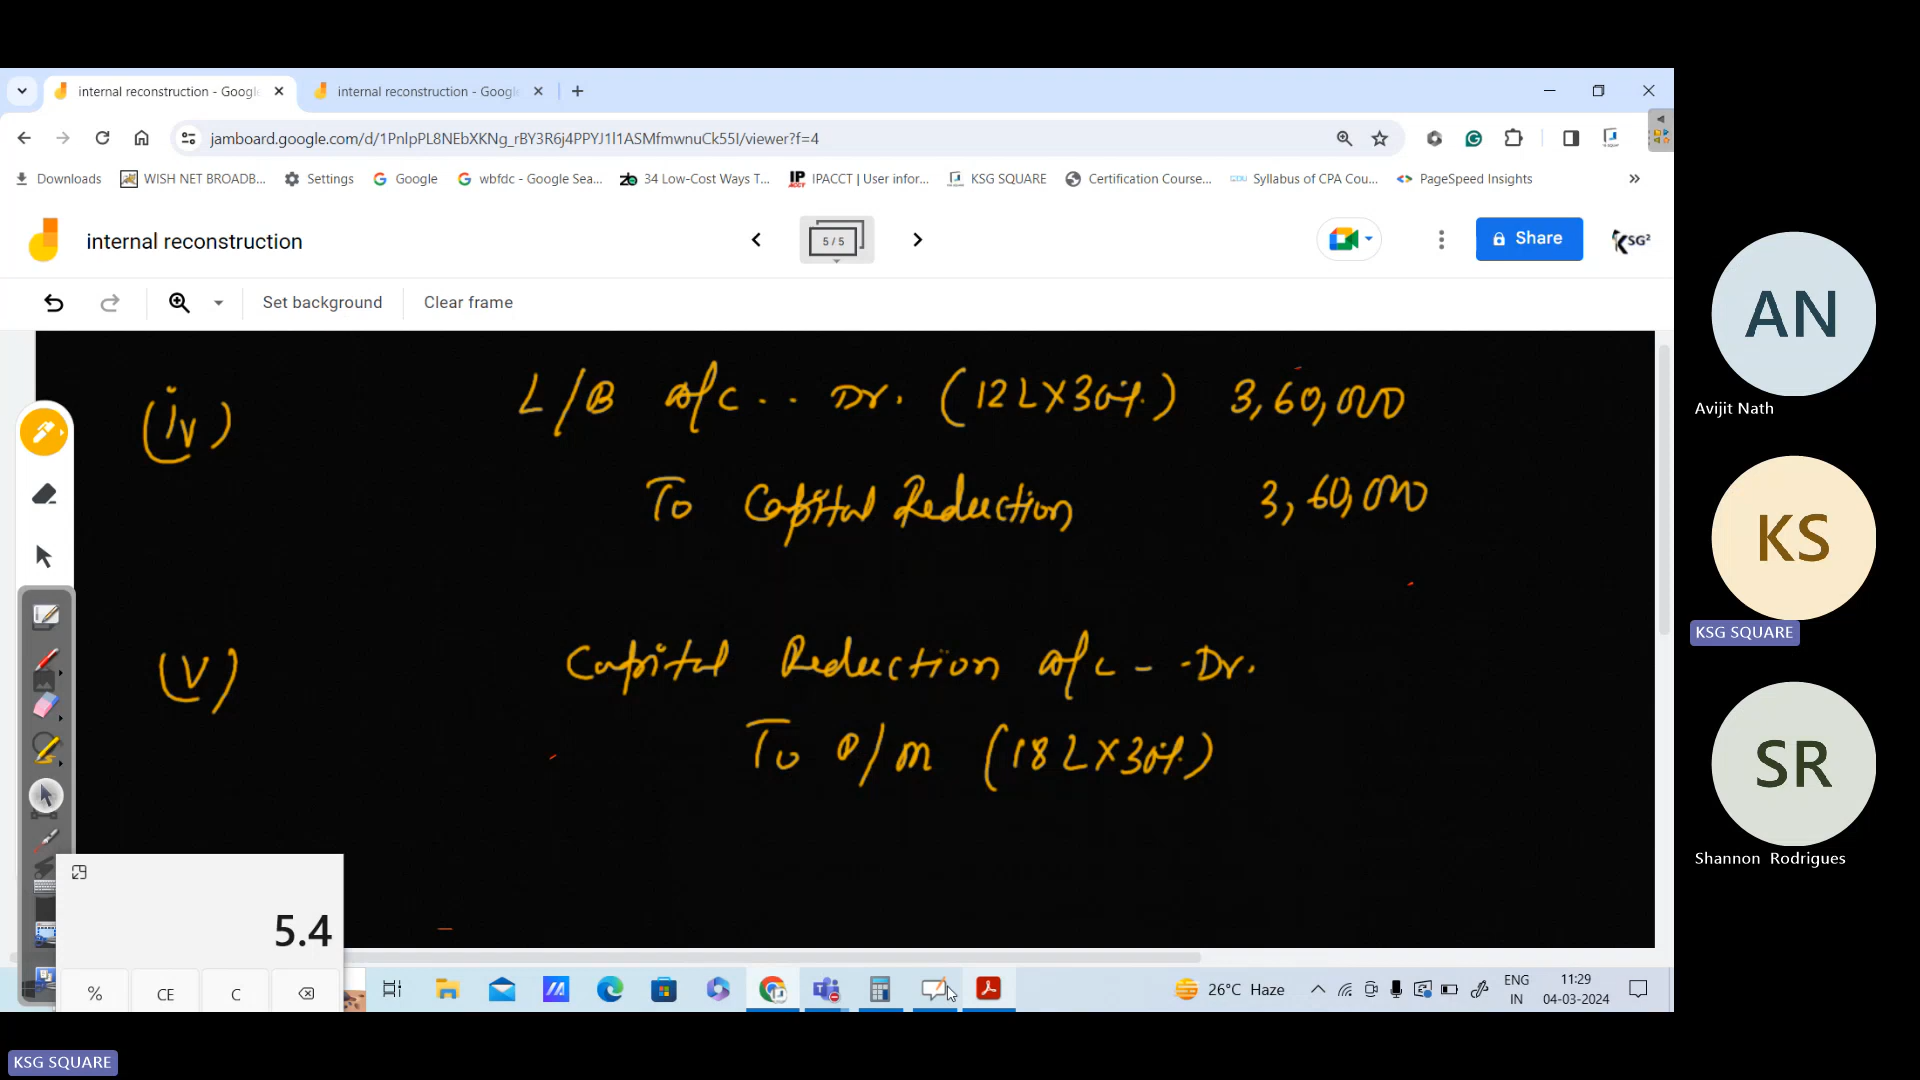 internal reconstruction - Google
internal reconstruction - Googl
jamboard.google.com/d/1PnlpPL8NEbXKNg_rBY3R6j4PPYJ1l1ASMfmwnuCk55I/viewer?f=4
Downloads
WISH NET BROADB...
Settings
Google
wbfdc - Google Sea...
34 Low-Cost Ways T...
IPACCT | User infor...
KSG SQUARE
Certification Course...
Syllabus of CPA Cou...
PageSpeed Insights
internal reconstruction
5 / 5
Share
KSG²
Set background
Clear frame
(iv) L/B a/c .. Dr. (12L×30%) 3,60,000
To Capital Reduction 3,60,000
(v) Capital Reduction a/c - - Dr.
To P/M (18L×30%)
5.4
%
CE
C
26°C Haze
ENG
IN
11:29
04-03-2024
AN
Avijit Nath
KS
KSG SQUARE
SR
Shannon Rodrigues
KSG SQUARE